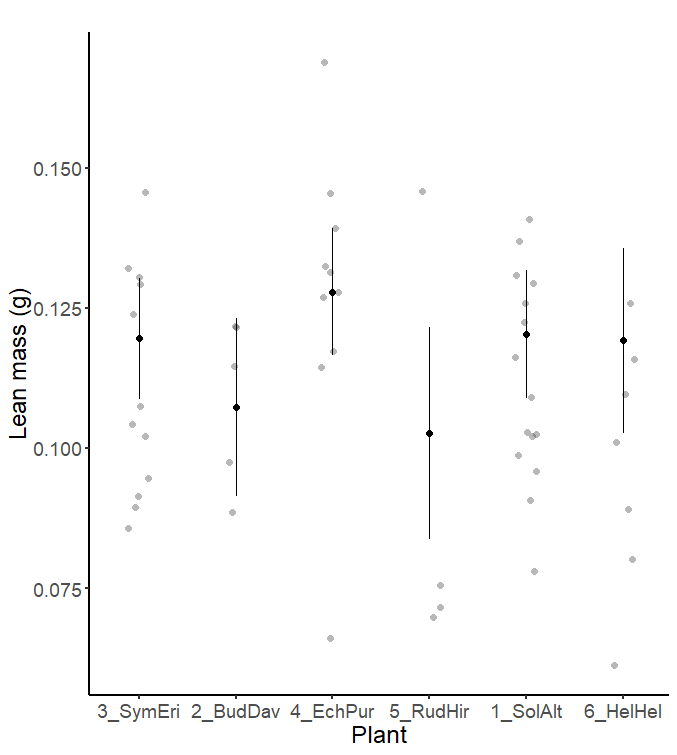 Lean mass (g)
0.150
0.125
0.100
0.075
3_SymEri 2_BudDav 4_EchPur 5_RudHir 1_SolAlt 6_HelHel
Plant